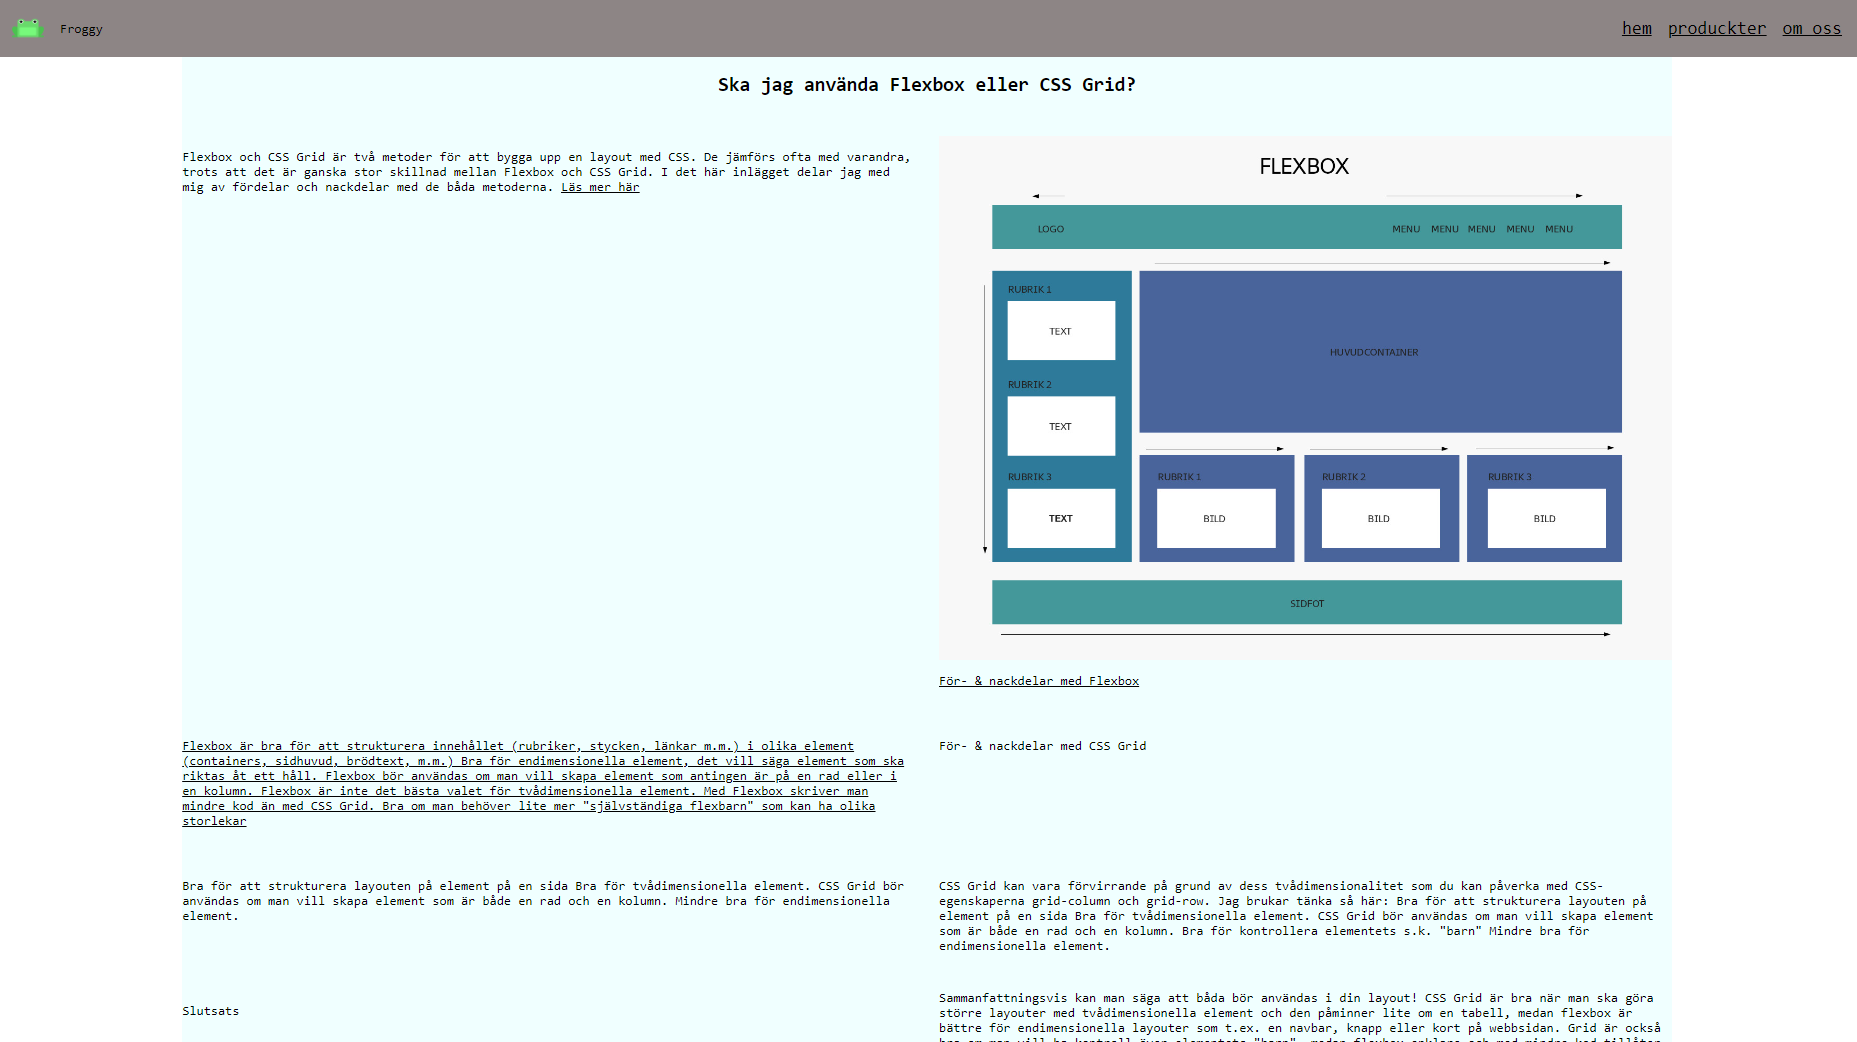 Froggy
hem produckter om oss
Ska jag använda Flexbox eller CSS Grid?
Flexbox och CSS Grid är två metoder för att bygga upp en layout med CSS. De jämförs ofta med varandra,
trots att det är ganska stor skillnad mellan Flexbox och CSS Grid. I det här inlägget delar jag med
mig av fördelar och nackdelar med de båda metoderna. Läs mer här
FLEXBOX
LOGO
MENU MENU MENU MENU MENU
RUBRIK 1
TEXT
RUBRIK 2
TEXT
RUBRIK 3
TEXT
HUVUDCONTAINER
RUBRIK 1
BILD
RUBRIK 2
BILD
RUBRIK 3
BILD
SIDFOT
För- & nackdelar med Flexbox
Flexbox är bra för att strukturera innehållet (rubriker, stycken, länkar m.m.) i olika element
(containers, sidhuvud, brödtext, m.m.) Bra för endimensionella element, det vill säga element som ska
riktas åt ett håll. Flexbox bör användas om man vill skapa element som antingen är på en rad eller i
en kolumn. Flexbox är inte det bästa valet för tvådimensionella element. Med Flexbox skriver man
mindre kod än med CSS Grid. Bra om man behöver lite mer "självständiga flexbarn" som kan ha olika
storlekar
För- & nackdelar med CSS Grid
Bra för att strukturera layouten på element på en sida Bra för tvådimensionella element. CSS Grid bör
användas om man vill skapa element som är både en rad och en kolumn. Mindre bra för endimensionella
element.
CSS Grid kan vara förvirrande på grund av dess tvådimensionalitet som du kan påverka med CSS-
egenskaperna grid-column och grid-row. Jag brukar tänka så här: Bra för att strukturera layouten på
element på en sida Bra för tvådimensionella element. CSS Grid bör användas om man vill skapa element
som är både en rad och en kolumn. Bra för kontrollera elementets s.k. "barn" Mindre bra för
endimensionella element.
Slutsats
Sammanfattningsvis kan man säga att båda bör användas i din layout! CSS Grid är bra när man ska göra
större layouter med tvådimensionella element och den påminner lite om en tabell, medan flexbox är
bättre för endimensionella layouter som t.ex. en navbar, knapp eller kort på webbsidan. Grid är också
bra om man vill ha kontroll över elementets "barn", medan flexbox enklare och med mindre kod tillåter